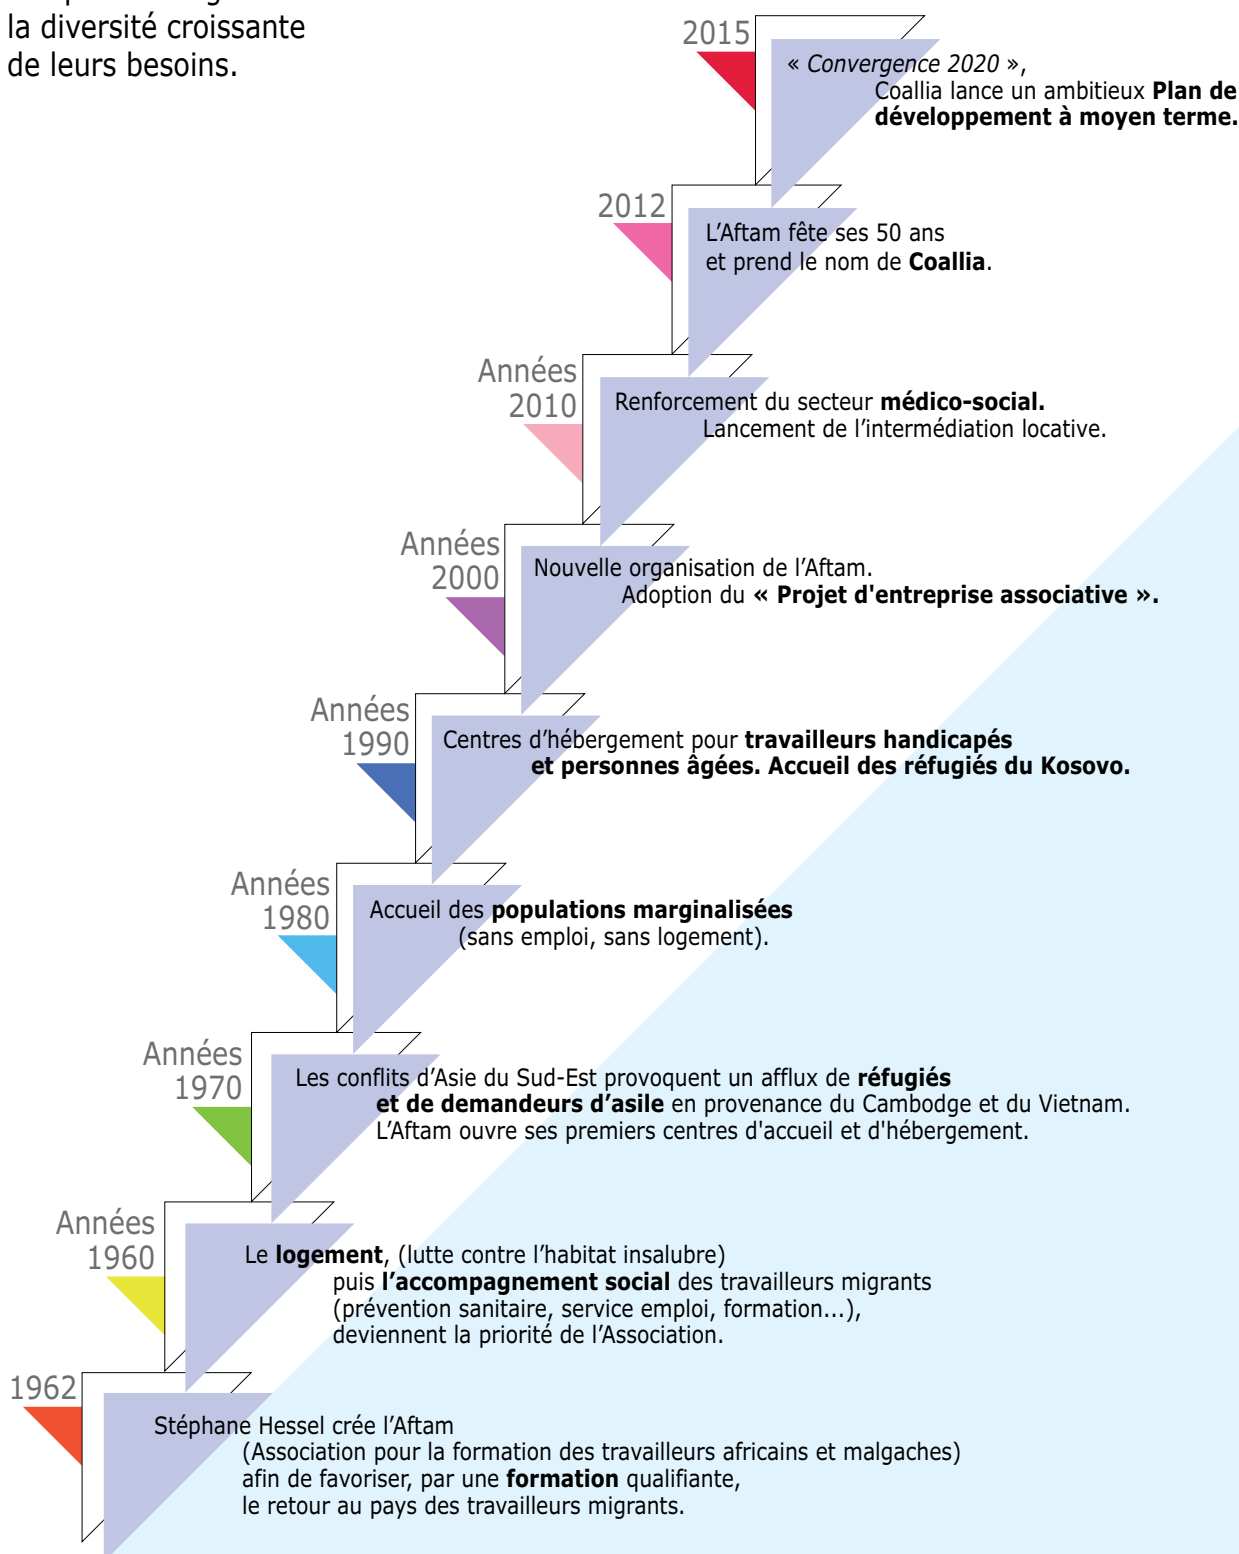 la diversité croissante
de leurs besoins.
2015
« Convergence 2020 »,
Coallia lance un ambitieux Plan de
développement à moyen terme.
2012
L’Aftam fête ses 50 ans
et prend le nom de Coallia.
Années
2010
Renforcement du secteur médico-social.
Lancement de l’intermédiation locative.
Années
2000
Nouvelle organisation de l’Aftam.
Adoption du « Projet d'entreprise associative ».
Années
1990
Centres d’hébergement pour travailleurs handicapés
et personnes âgées. Accueil des réfugiés du Kosovo.
Années
1980
Accueil des populations marginalisées
(sans emploi, sans logement).
Années
1970
Les conflits d’Asie du Sud-Est provoquent un afflux de réfugiés
et de demandeurs d’asile en provenance du Cambodge et du Vietnam.
L’Aftam ouvre ses premiers centres d'accueil et d'hébergement.
Années
1960
Le logement, (lutte contre l’habitat insalubre)
puis l’accompagnement social des travailleurs migrants
(prévention sanitaire, service emploi, formation...),
deviennent la priorité de l’Association.
1962
Stéphane Hessel crée l’Aftam
(Association pour la formation des travailleurs africains et malgaches)
afin de favoriser, par une formation qualifiante,
le retour au pays des travailleurs migrants.